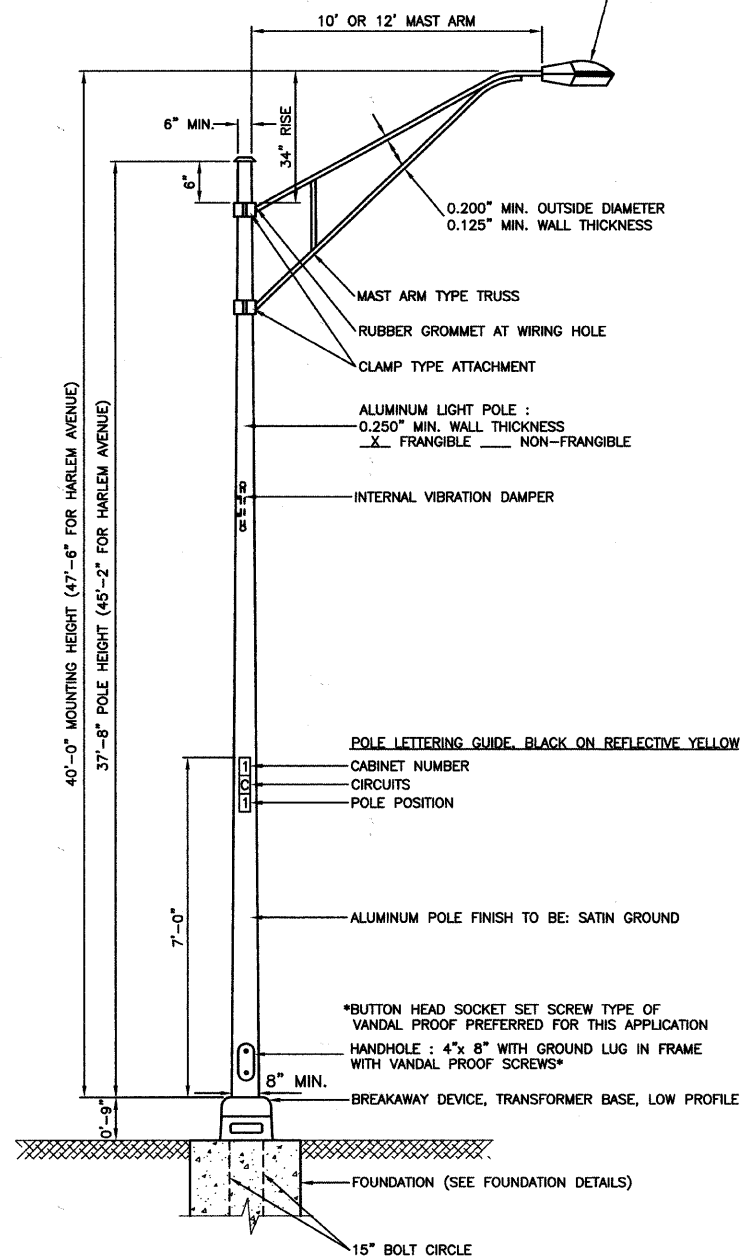 10' OR 12' MAST ARM
6" MIN.
34" RISE
6"
0.200" MIN. OUTSIDE DIAMETER
0.125" MIN. WALL THICKNESS
MAST ARM TYPE TRUSS
RUBBER GROMMET AT WIRING HOLE
CLAMP TYPE ATTACHMENT
ALUMINUM LIGHT POLE :
0.250" MIN. WALL THICKNESS
_X_ FRANGIBLE ___ NON-FRANGIBLE
INTERNAL VIBRATION DAMPER
40'-0" MOUNTING HEIGHT (47'-6" FOR HARLEM AVENUE)
37'-8" POLE HEIGHT (45'-2" FOR HARLEM AVENUE)
POLE LETTERING GUIDE. BLACK ON REFLECTIVE YELLOW
1
CABINET NUMBER
C
CIRCUITS
1
POLE POSITION
7'-0"
ALUMINUM POLE FINISH TO BE: SATIN GROUND
*BUTTON HEAD SOCKET SET SCREW TYPE OF
VANDAL PROOF PREFERRED FOR THIS APPLICATION
HANDHOLE : 4"x 8" WITH GROUND LUG IN FRAME
WITH VANDAL PROOF SCREWS*
8" MIN.
BREAKAWAY DEVICE, TRANSFORMER BASE, LOW PROFILE
0'-9"
FOUNDATION (SEE FOUNDATION DETAILS)
15" BOLT CIRCLE